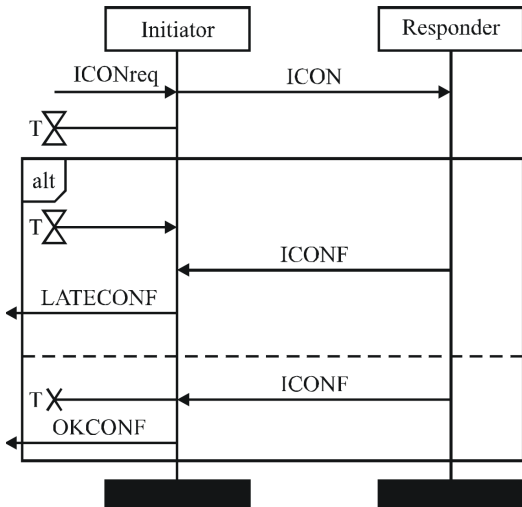 Initiator
Responder
ICONreq
ICON
T
alt
T
ICONF
LATECONF
ICONF
T
OKCONF